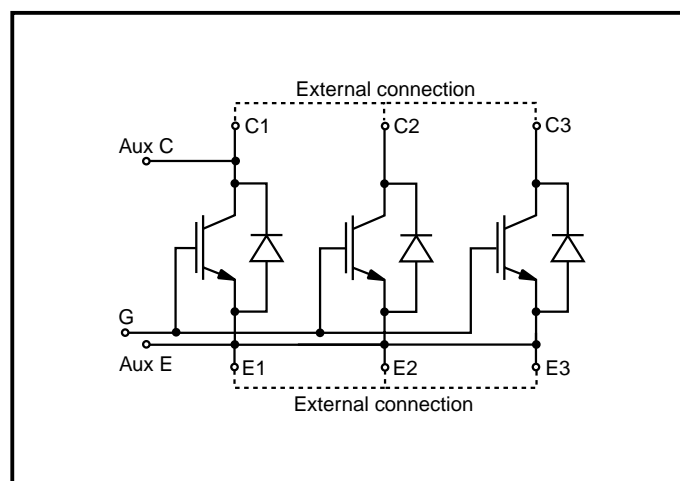 External connection
C1
C2
C3
Aux C
G
Aux E
E1
E2
E3
External connection